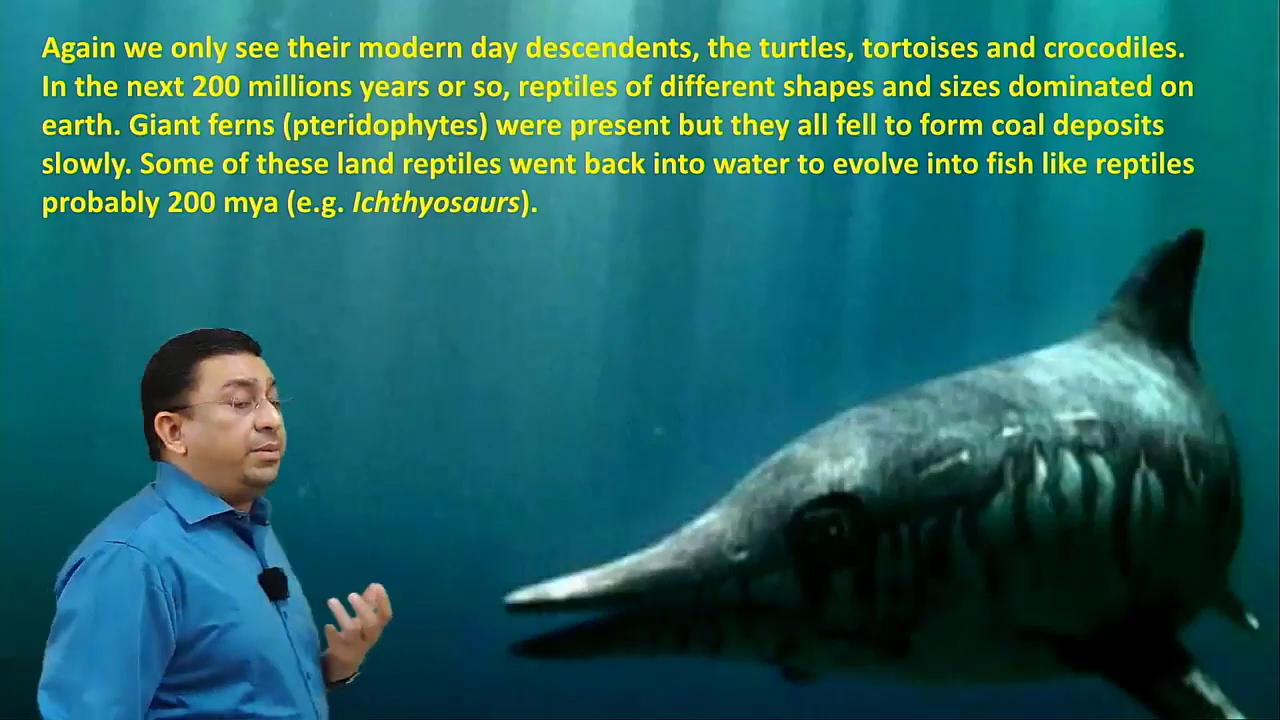 Again we only see their modern day descendents, the turtles, tortoises and crocodiles.
In the next 200 millions years or so, reptiles of different shapes and sizes dominated on
earth. Giant ferns (pteridophytes) were present but they all fell to form coal deposits
slowly. Some of these land reptiles went back into water to evolve into fish like reptiles
probably 200 mya (e.g. Ichthyosaurs).